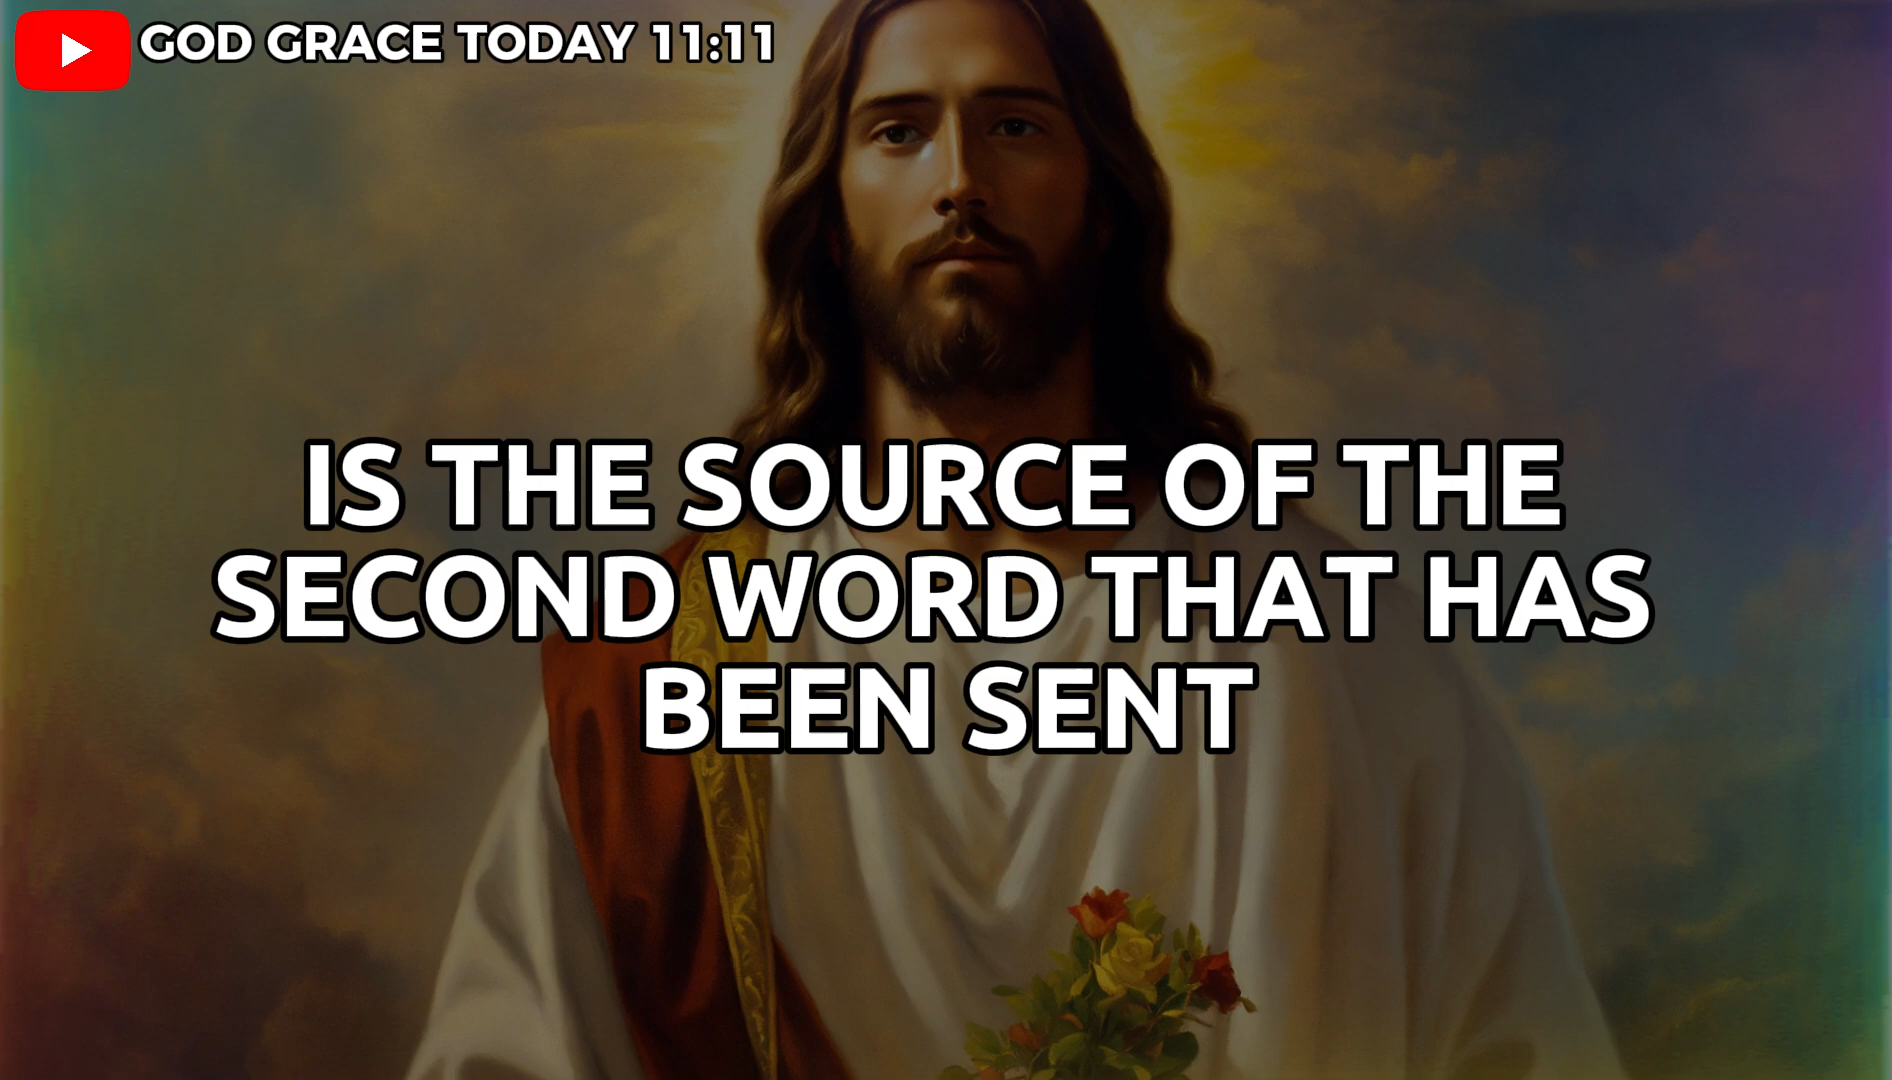 GOD GRACE TODAY 11:11
IS THE SOURCE OF THE
SECOND WORD THAT HAS
BEEN SENT